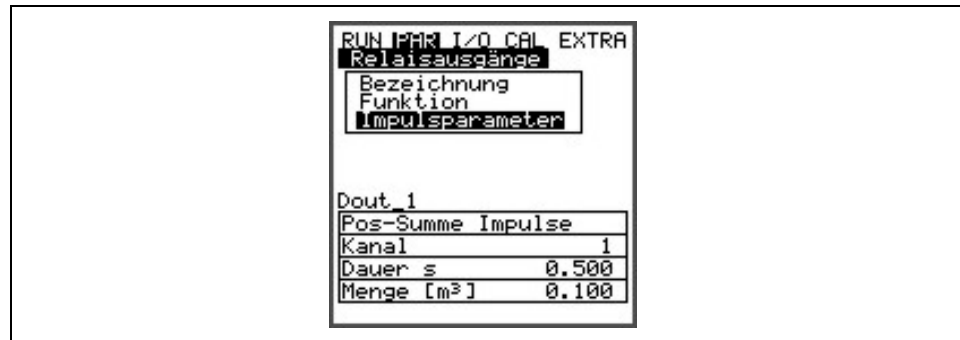 RUN PAR I/O CAL EXTRA
Relaisausgänge
Bezeichnung
Funktion
Impulsparameter
Dout_1
Pos-Summe Impulse
Kanal 1
Dauer s 0.500
Menge [m³] 0.100